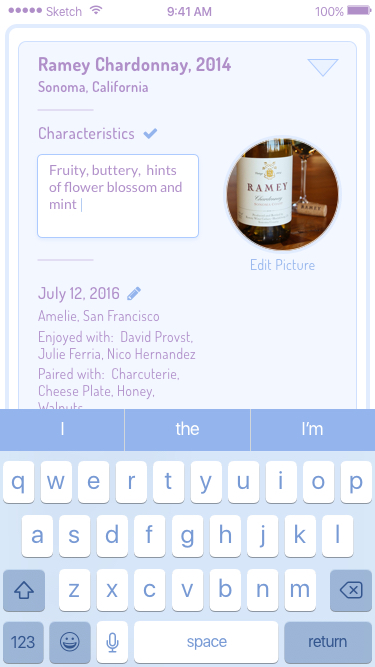 Sketch 9:41 AM 100%
Ramey Chardonnay, 2014
Sonoma, California
Characteristics
Fruity, buttery, hints
of flower blossom and
mint
RAMEY
Chardonnay
Edit Picture
July 12, 2016
Amelie, San Francisco
Enjoyed with: David Provst,
Julie Ferria, Nico Hernandez
Paired with: Charcuterie,
Cheese Plate, Honey,
Walnuts
I the I'm
q w e r t y u i o p
a s d f g h j k l
z x c v b n m
123 space return